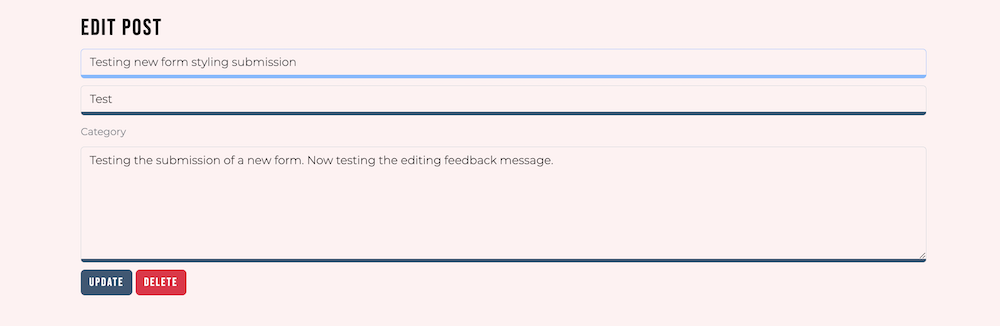 EDIT POST
Testing new form styling submission
Test
Category
Testing the submission of a new form. Now testing the editing feedback message.
UPDATE DELETE